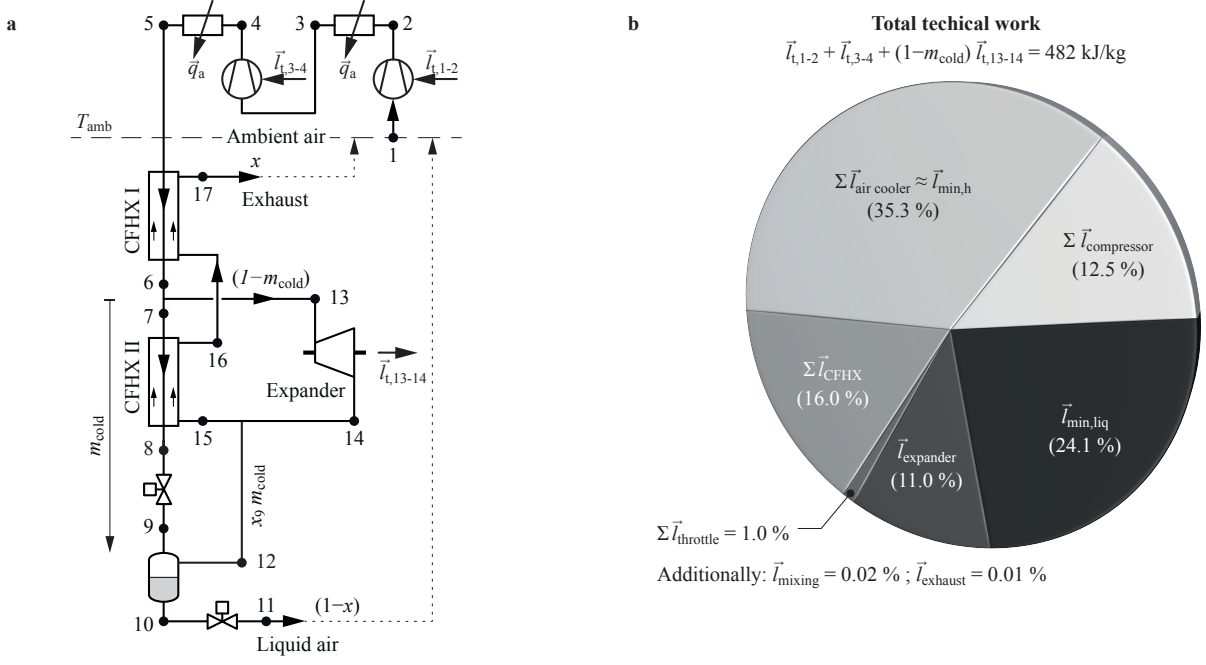 a
5
4
3
2
q⃗a
l⃗t,3-4
q⃗a
l⃗t,1-2
Tamb
Ambient air
1
x
17
Exhaust
CFHX I
6
(1−mcold)
13
7
16
CFHX II
Expander
l⃗t,13-14
mcold
15
14
8
x9 mcold
9
12
10
11
(1−x)
Liquid air
b
Total techical work
l⃗t,1-2 + l⃗t,3-4 + (1−mcold) l⃗t,13-14 = 482 kJ/kg
Σ l⃗air cooler ≈ l⃗min,h
(35.3 %)
Σ l⃗compressor
(12.5 %)
Σ l⃗CFHX
(16.0 %)
l⃗min,liq
(24.1 %)
l⃗expander
(11.0 %)
Σ l⃗throttle = 1.0 %
Additionally: l⃗mixing = 0.02 % ; l⃗exhaust = 0.01 %